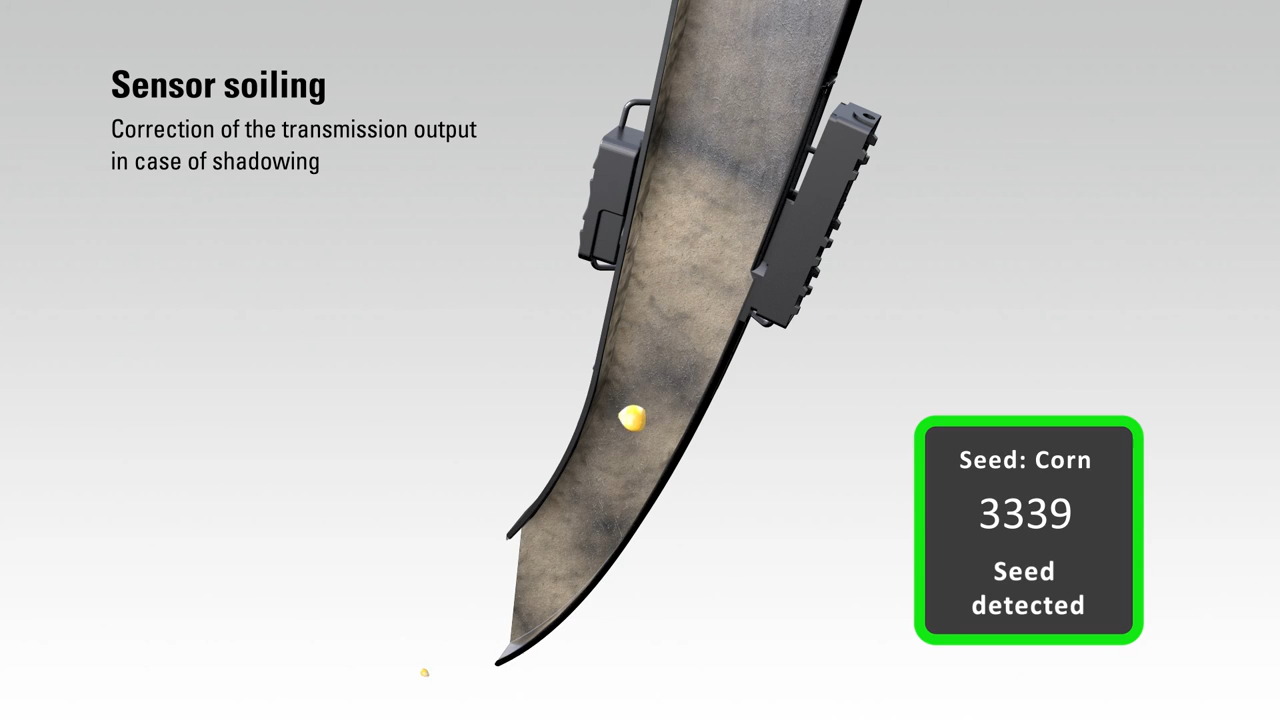 Sensor soiling
Correction of the transmission output
in case of shadowing
Seed: Corn
3339
Seed
detected